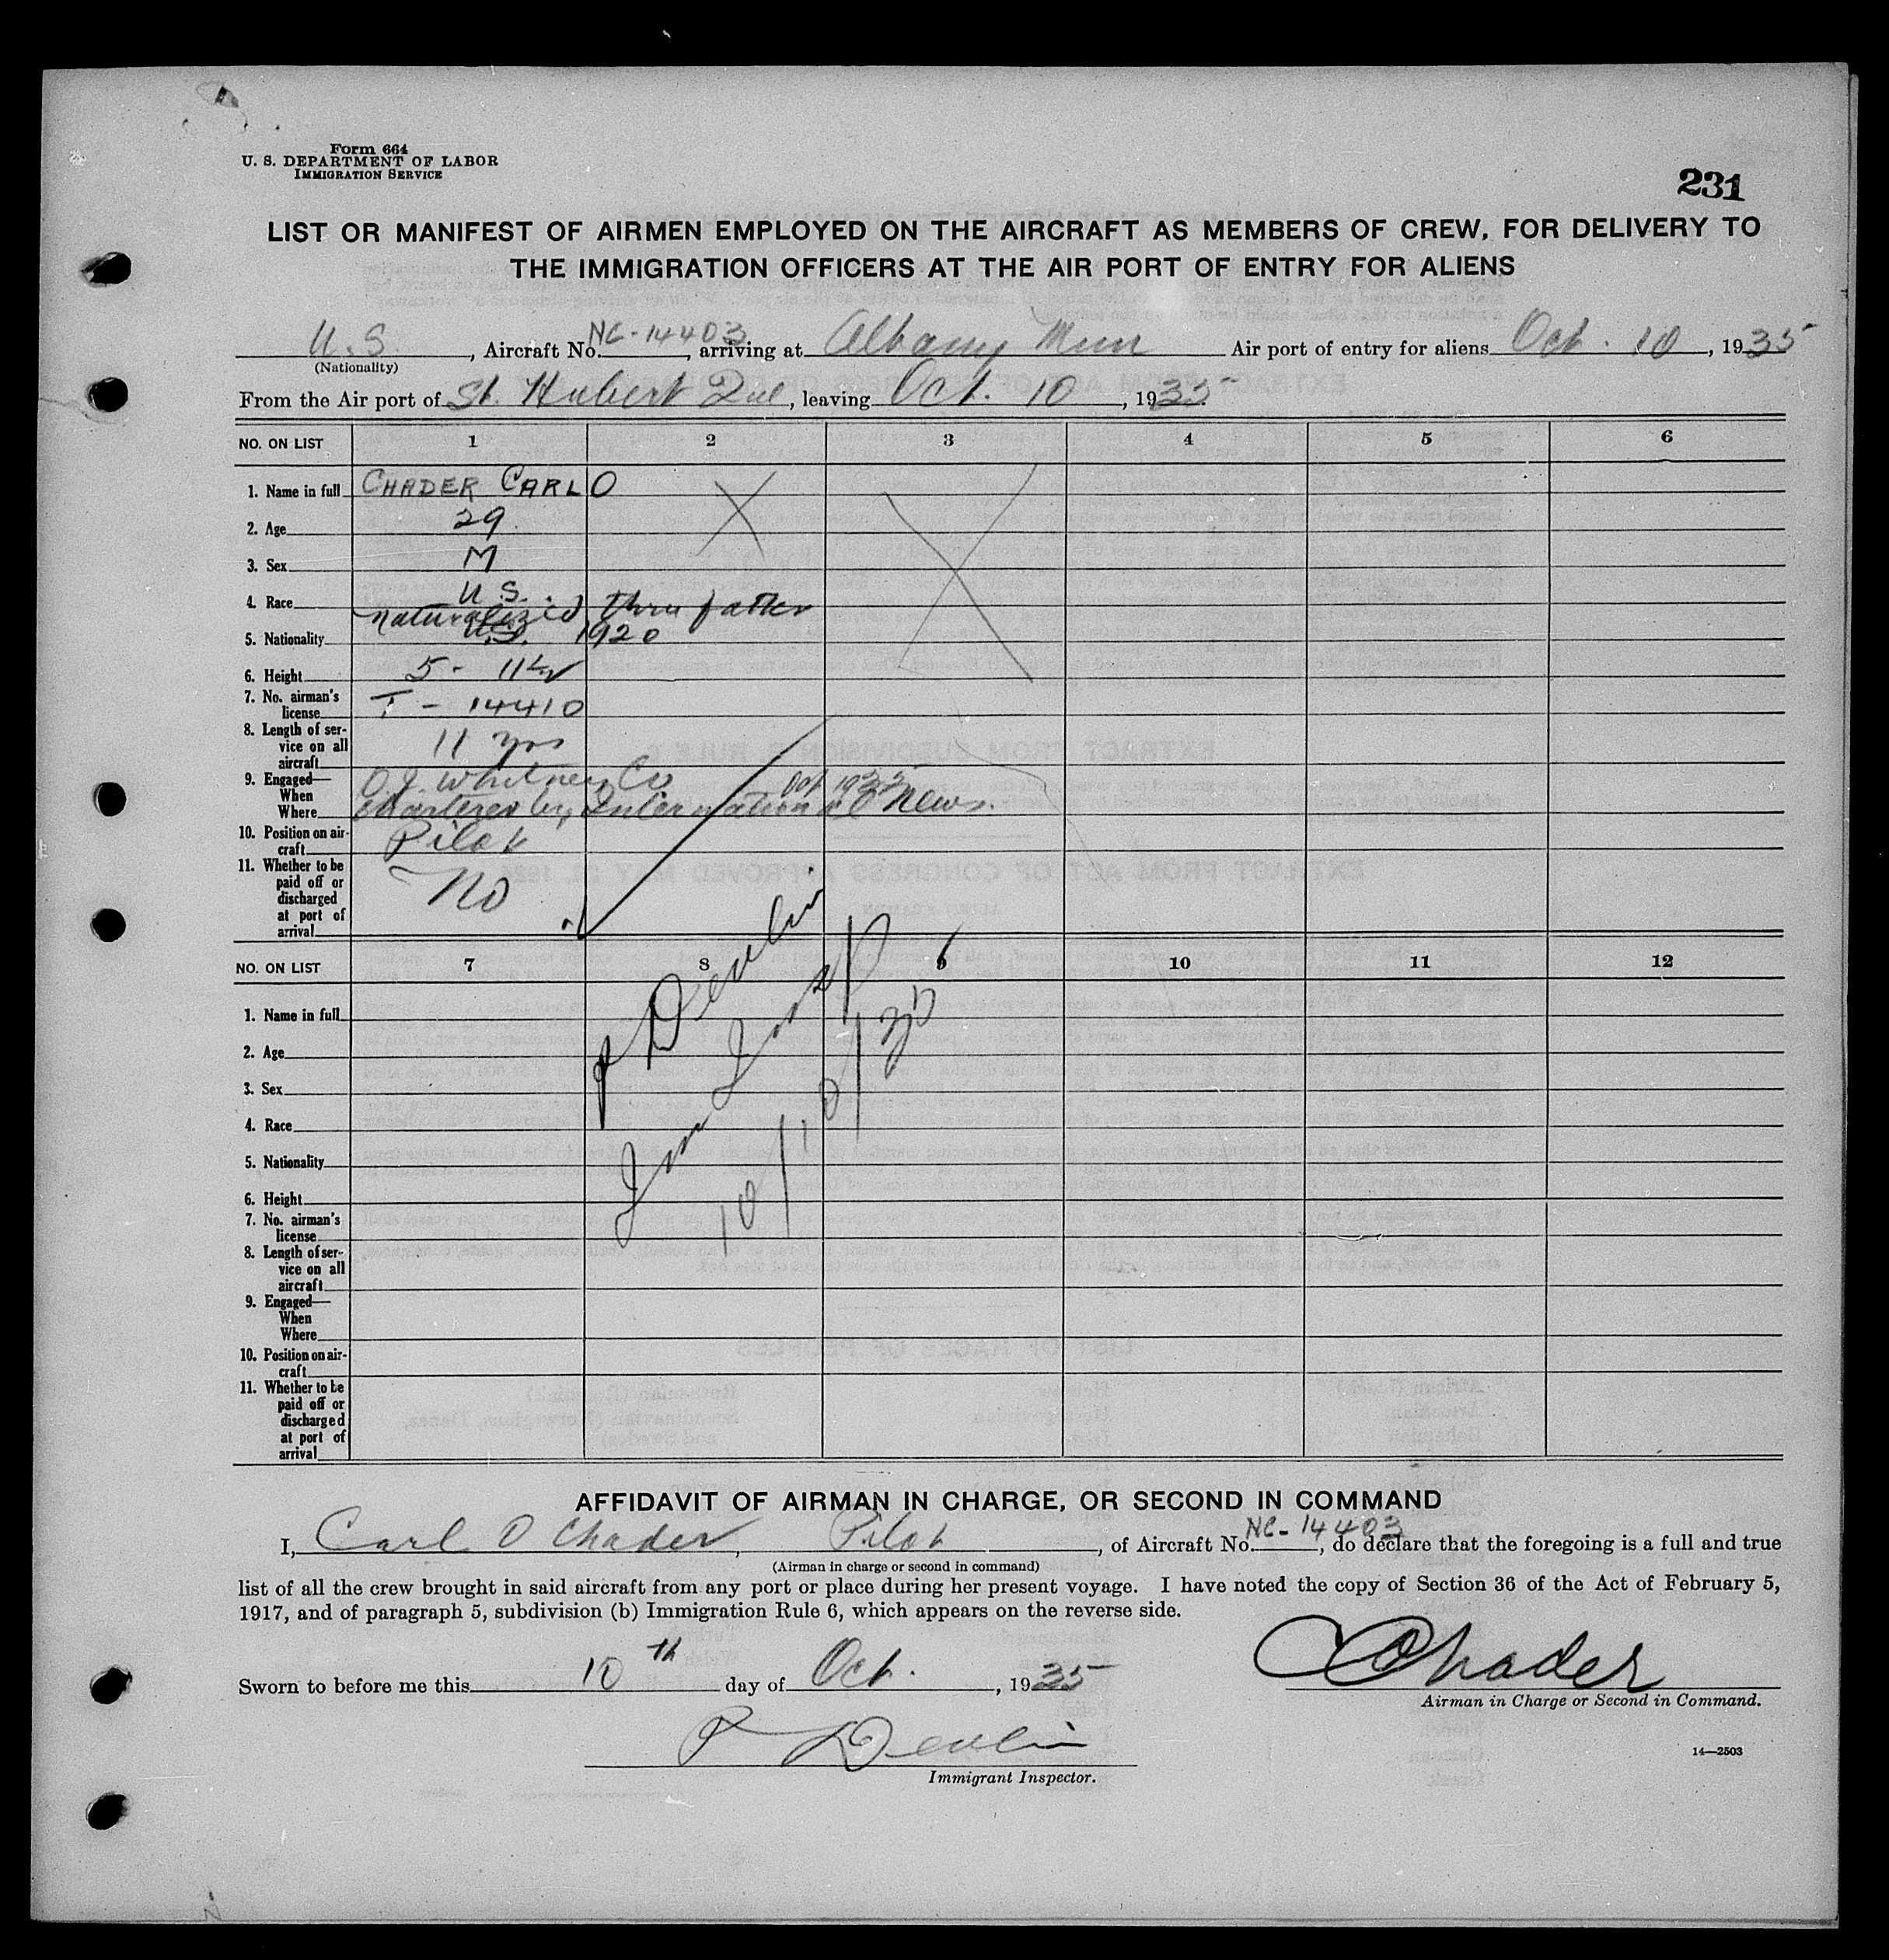 Form 664
U. S. DEPARTMENT OF LABOR
IMMIGRATION SERVICE
231
LIST OR MANIFEST OF AIRMEN EMPLOYED ON THE AIRCRAFT AS MEMBERS OF CREW, FOR DELIVERY TO
THE IMMIGRATION OFFICERS AT THE AIR PORT OF ENTRY FOR ALIENS
U.S. , Aircraft No. NC-14403 , arriving at Albany Mun Air port of entry for aliens Oct. 10 , 1935
(Nationality)
From the Air port of St. Hubert Que , leaving Oct. 10 , 1935
NO. ON LIST 1 2 3 4 5 6
1. Name in full CHADER CARL O
2. Age 29
3. Sex M
4. Race U.S.
naturalized thru father
5. Nationality U.S. 1920
6. Height 5 - 11 1/2
7. No. airman's
license T - 14410
8. Length of ser-
vice on all
aircraft 11 yrs
9. Engaged—
When O.J. Whitney Co Oct 1935
Where Chartered by International News.
10. Position on air-
craft Pilot
11. Whether to be
paid off or
discharged
at port of
arrival No
P Devlin
Imm Insp
10/10/35
NO. ON LIST 7 8 9 10 11 12
1. Name in full
2. Age
3. Sex
4. Race
5. Nationality
6. Height
7. No. airman's
license
8. Length of ser-
vice on all
aircraft
9. Engaged—
When
Where
10. Position on air-
craft
11. Whether to be
paid off or
discharged
at port of
arrival
AFFIDAVIT OF AIRMAN IN CHARGE, OR SECOND IN COMMAND
I, Carl O Chader, Pilot , of Aircraft No. NC-14403 , do declare that the foregoing is a full and true
(Airman in charge or second in command)
list of all the crew brought in said aircraft from any port or place during her present voyage. I have noted the copy of Section 36 of the Act of February 5,
1917, and of paragraph 5, subdivision (b) Immigration Rule 6, which appears on the reverse side.
Sworn to before me this 10th day of Oct. , 1935
C O Chader
Airman in Charge or Second in Command.
P Devlin
Immigrant Inspector.
14—2503